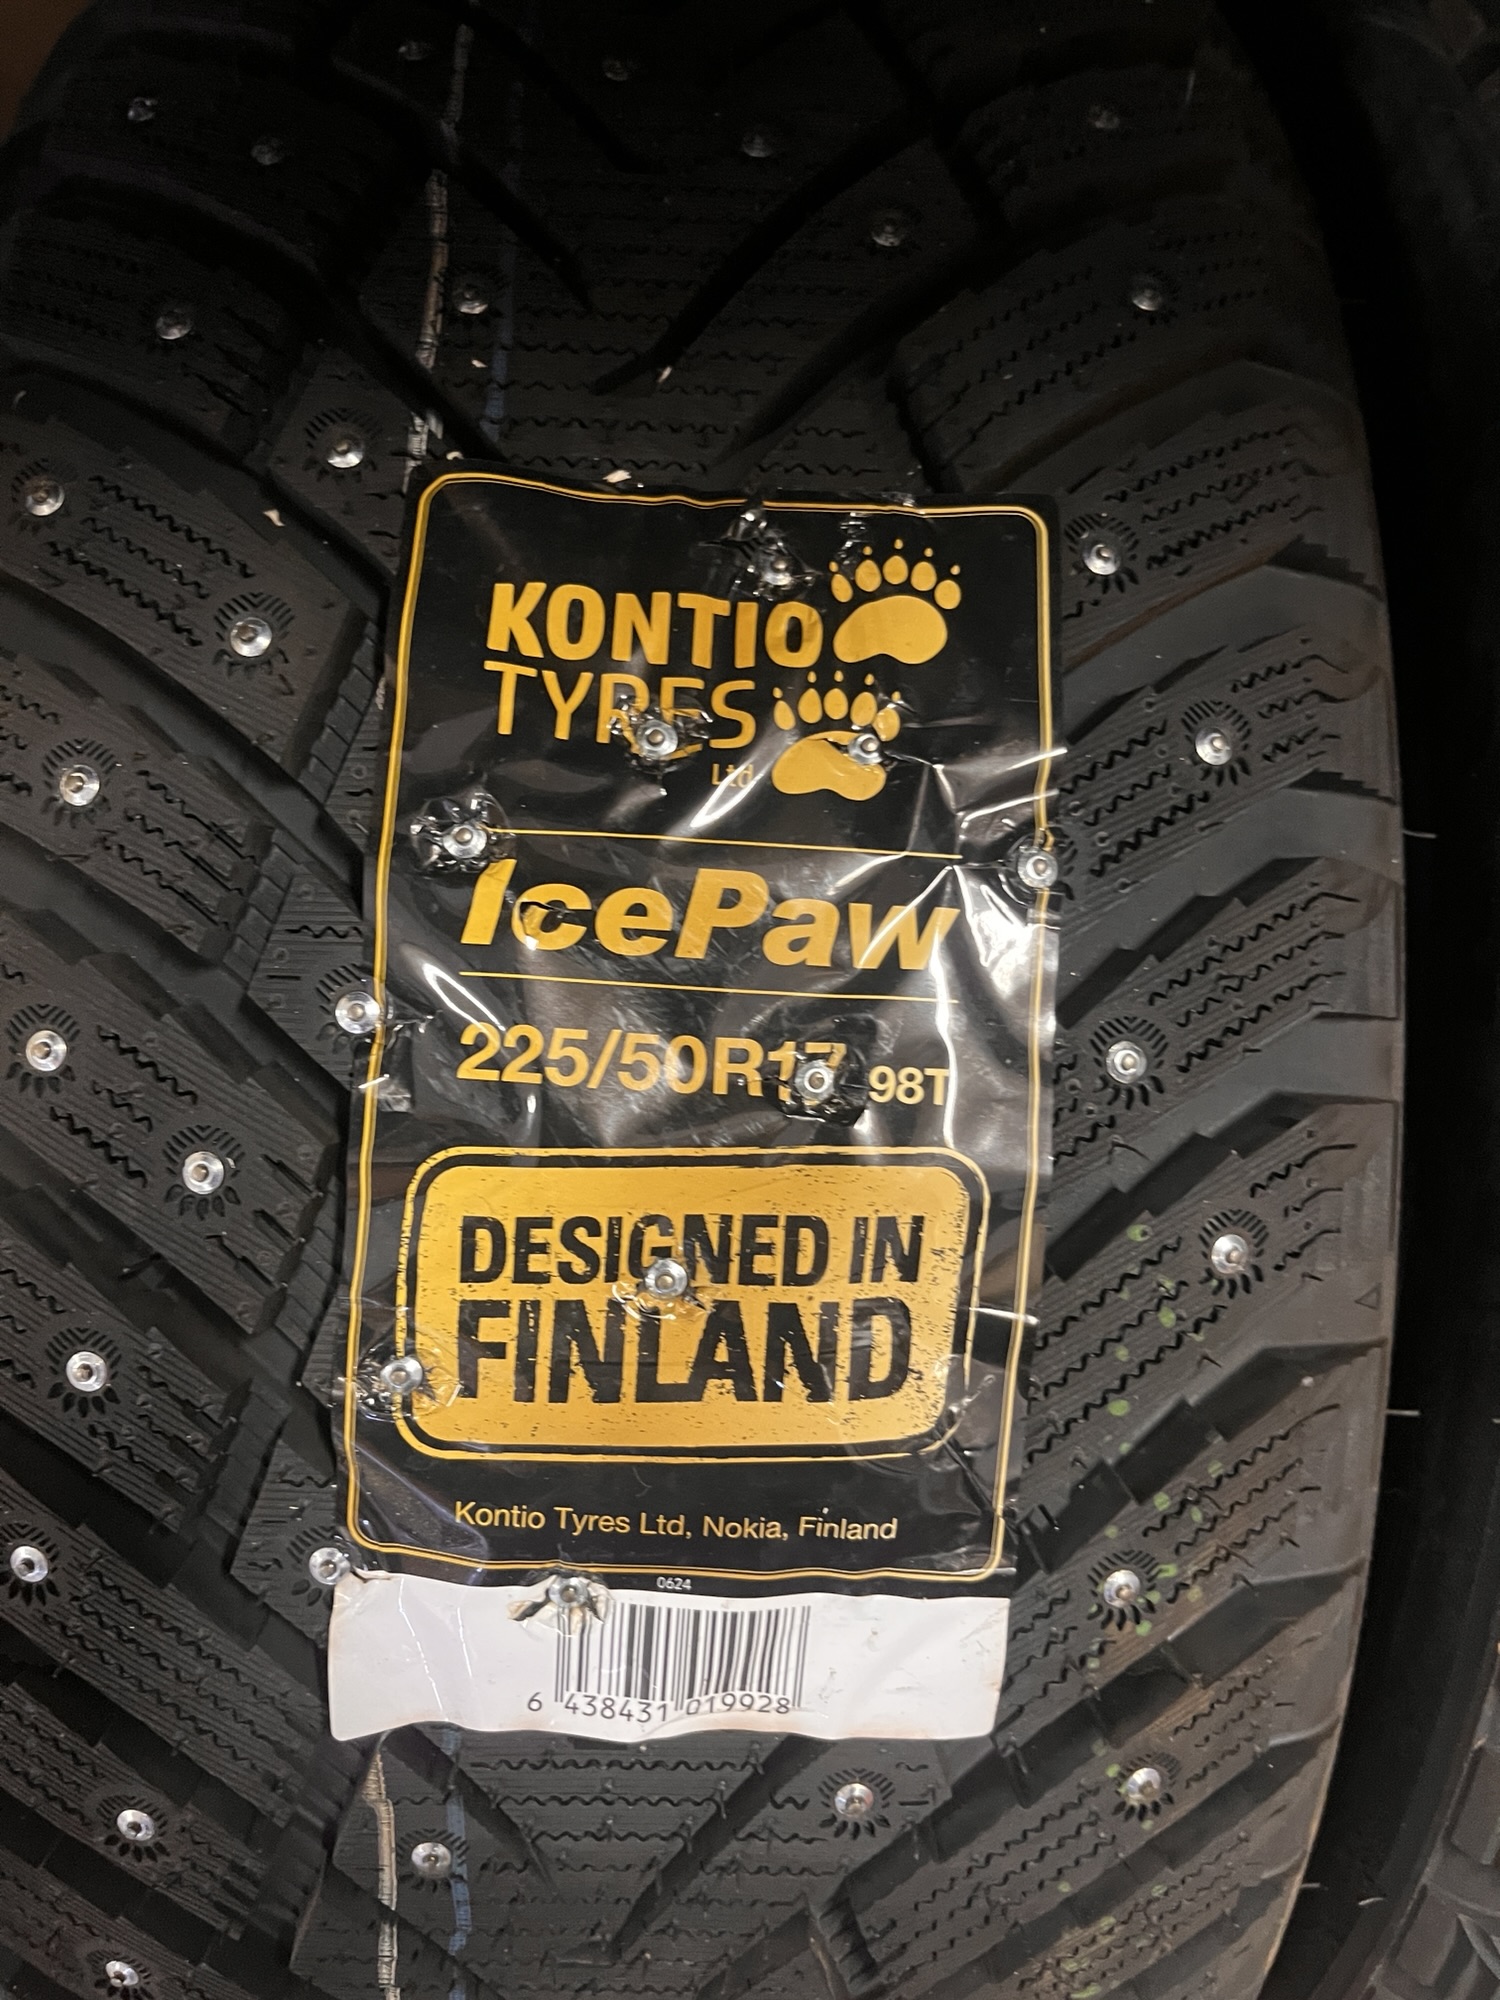 KONTIO
TYRES
Ltd
IcePaw
225/50R17 98T
DESIGNED IN
FINLAND
Kontio Tyres Ltd, Nokia, Finland
0624
6 438431 019928